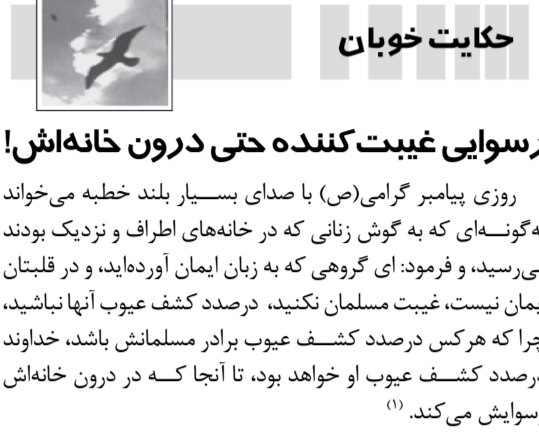 حکایت خوبان
رسوایی غیبت‌کننده حتی درون خانه‌اش!
روزی پیامبر گرامی(ص) با صدای بسیار بلند خطبه می‌خواند
به‌گونه‌ای که به گوش زنانی که در خانه‌های اطراف و نزدیک بودند
می‌رسید، و فرمود: ای گروهی که به زبان ایمان آورده‌اید، و در قلبتان
ایمان نیست، غیبت مسلمان نکنید، درصدد کشف عیوب آنها نباشید،
چرا که هرکس درصدد کشف عیوب برادر مسلمانش باشد، خداوند
درصدد کشف عیوب او خواهد بود، تا آنجا که در درون خانه‌اش
رسوایش می‌کند. (۱)